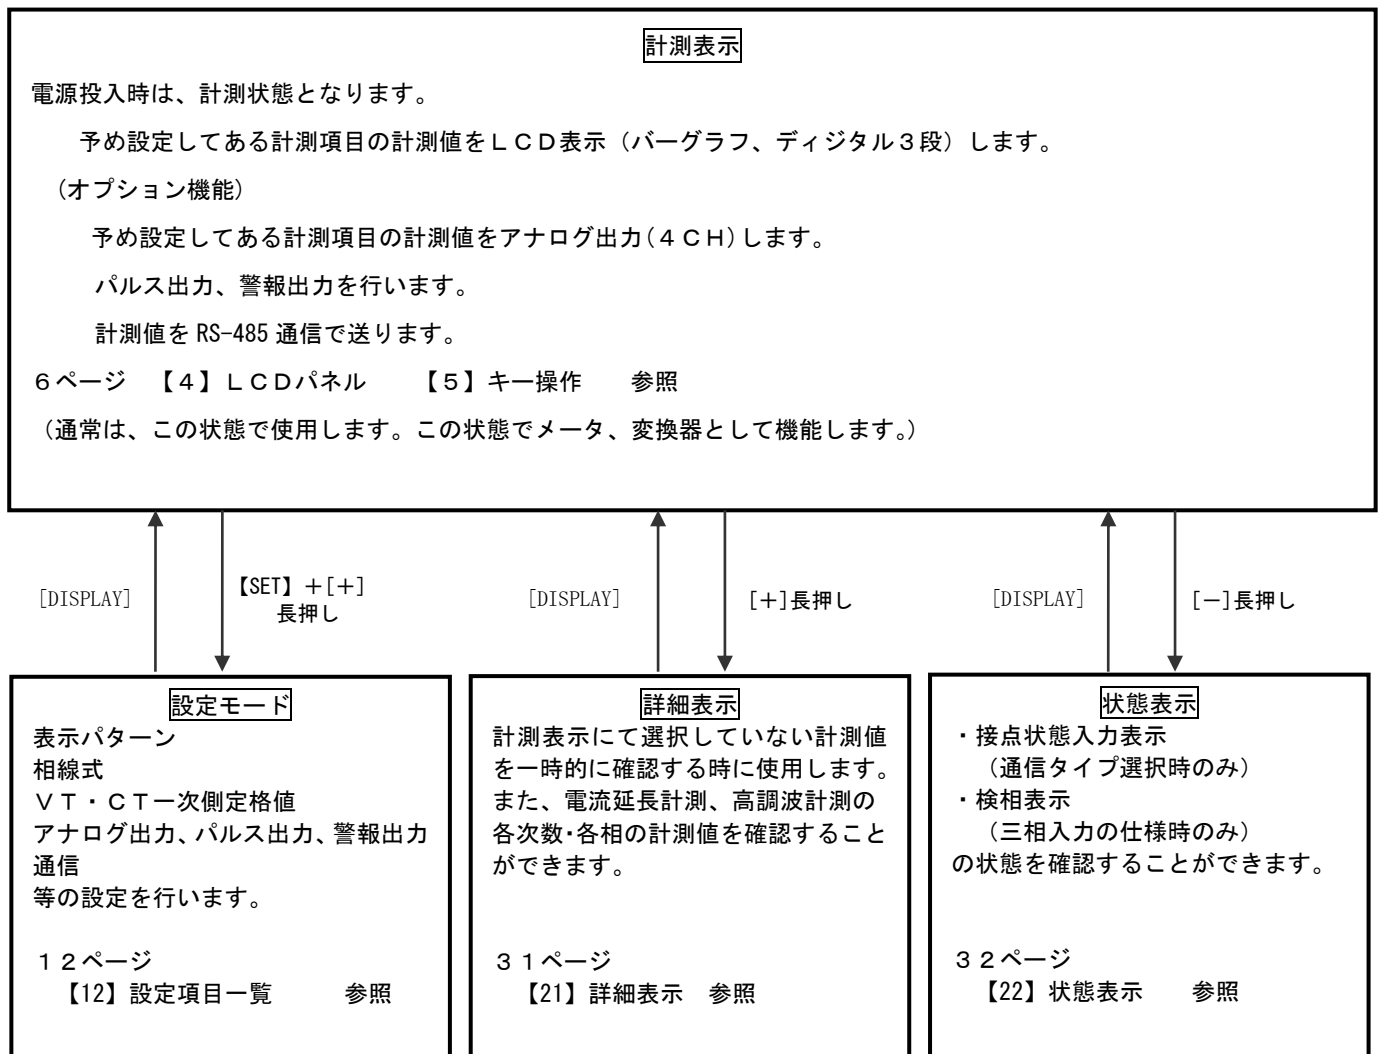 計測表示
電源投入時は、計測状態となります。
予め設定してある計測項目の計測値をＬＣＤ表示（バーグラフ、ディジタル３段）します。
（オプション機能）
予め設定してある計測項目の計測値をアナログ出力（４ＣＨ）します。
パルス出力、警報出力を行います。
計測値を RS-485 通信で送ります。
６ページ　【４】ＬＣＤパネル　　【５】キー操作　　参照
（通常は、この状態で使用します。この状態でメータ、変換器として機能します。）
[DISPLAY]
【SET】＋[＋]
長押し
[DISPLAY]
[＋]長押し
[DISPLAY]
[－]長押し
設定モード
表示パターン
相線式
ＶＴ・ＣＴ一次側定格値
アナログ出力、パルス出力、警報出力
通信
等の設定を行います。
１２ページ
【12】設定項目一覧　　　参照
詳細表示
計測表示にて選択していない計測値
を一時的に確認する時に使用します。
また、電流延長計測、高調波計測の
各次数・各相の計測値を確認すること
ができます。
３１ページ
【21】詳細表示　参照
状態表示
・接点状態入力表示
（通信タイプ選択時のみ）
・検相表示
（三相入力の仕様時のみ）
の状態を確認することができます。
３２ページ
【22】状態表示　　参照